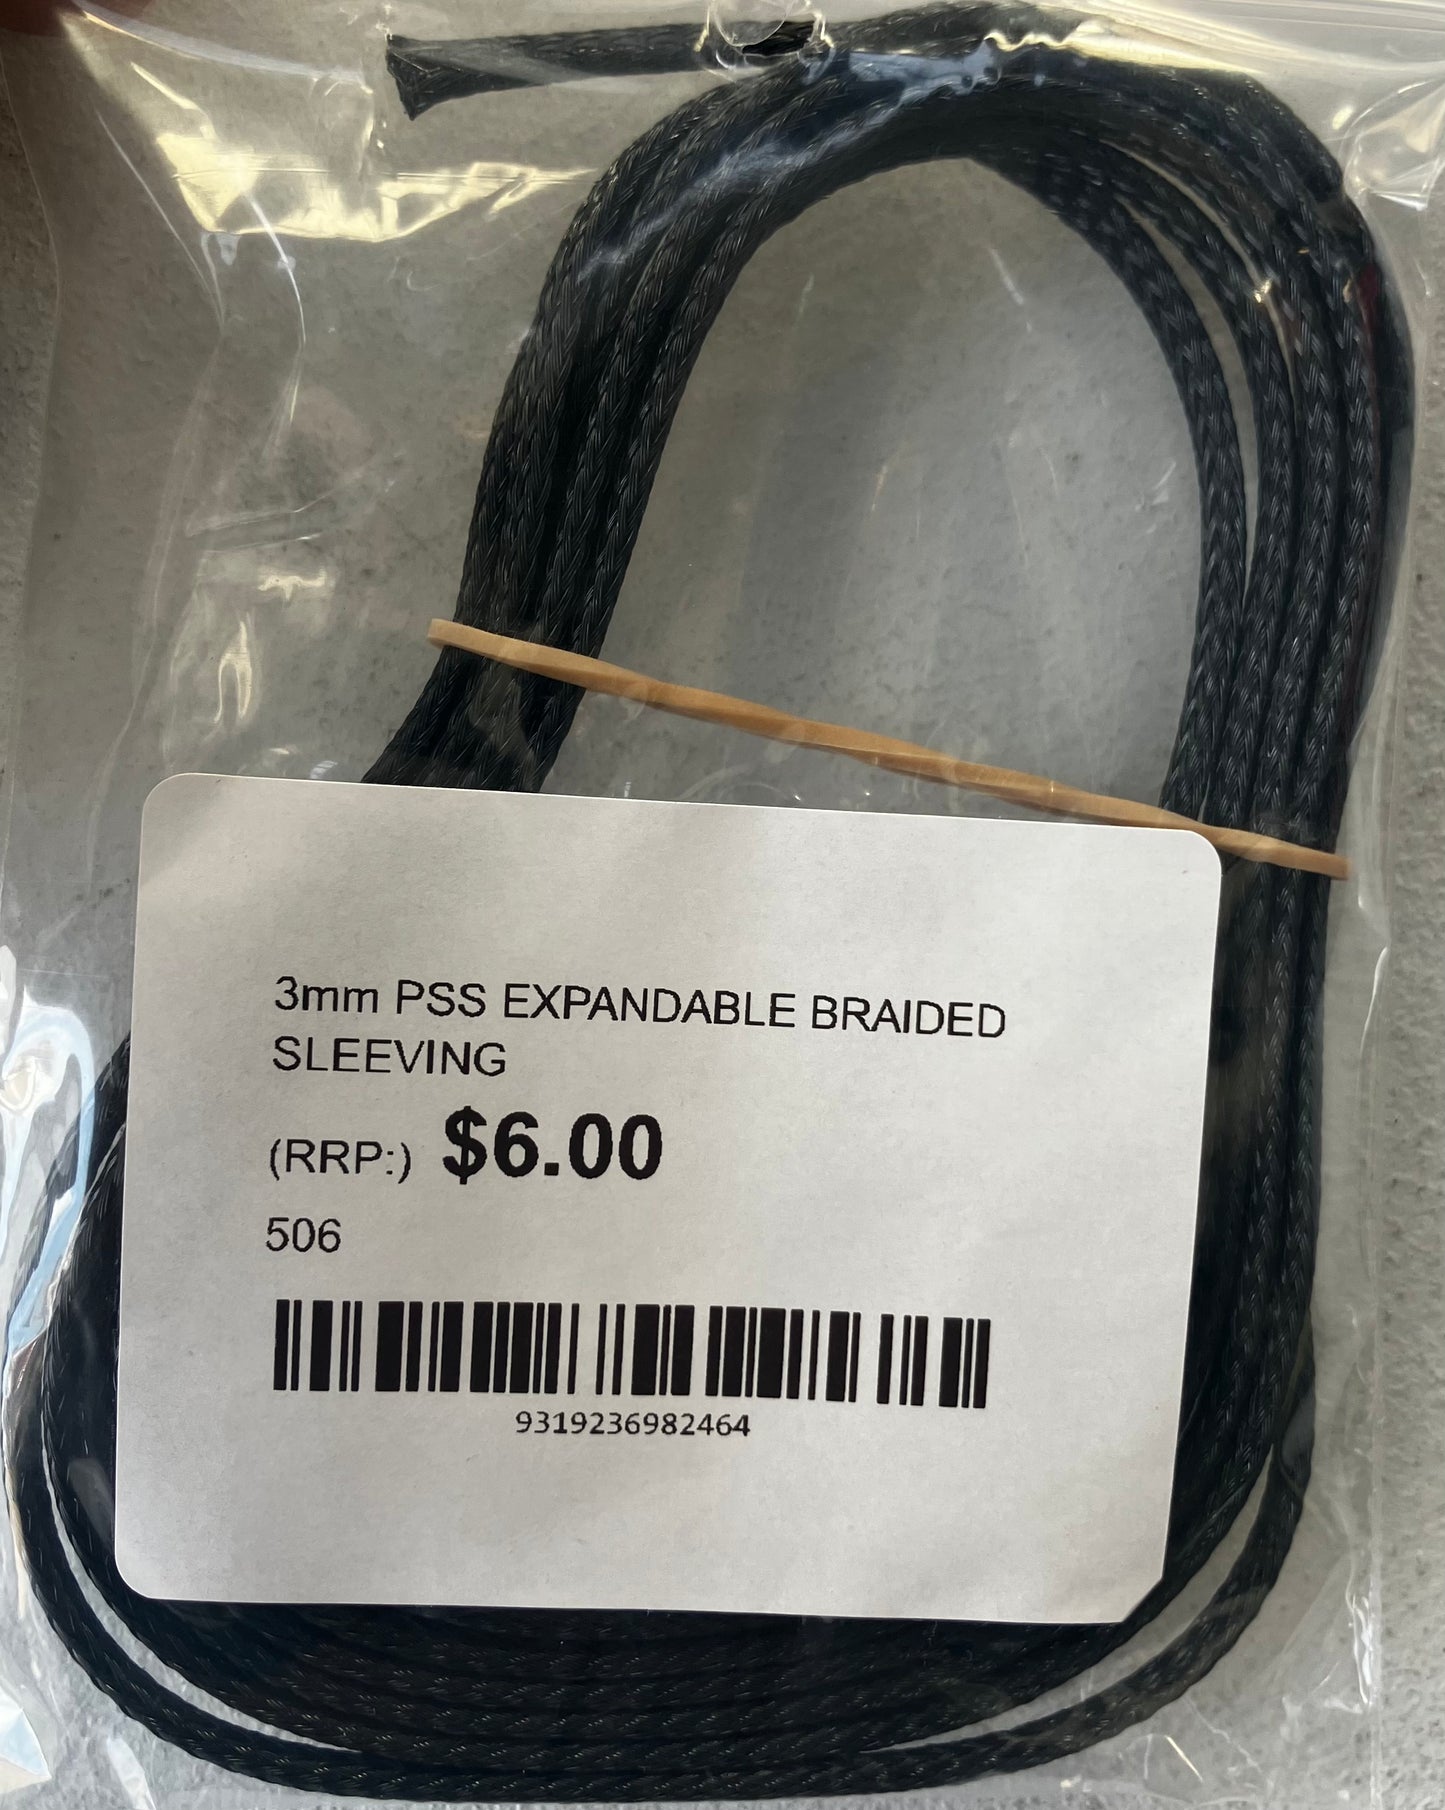 3mm PSS EXPANDABLE BRAIDED
SLEEVING
(RRP:) $6.00
506
9319236982464